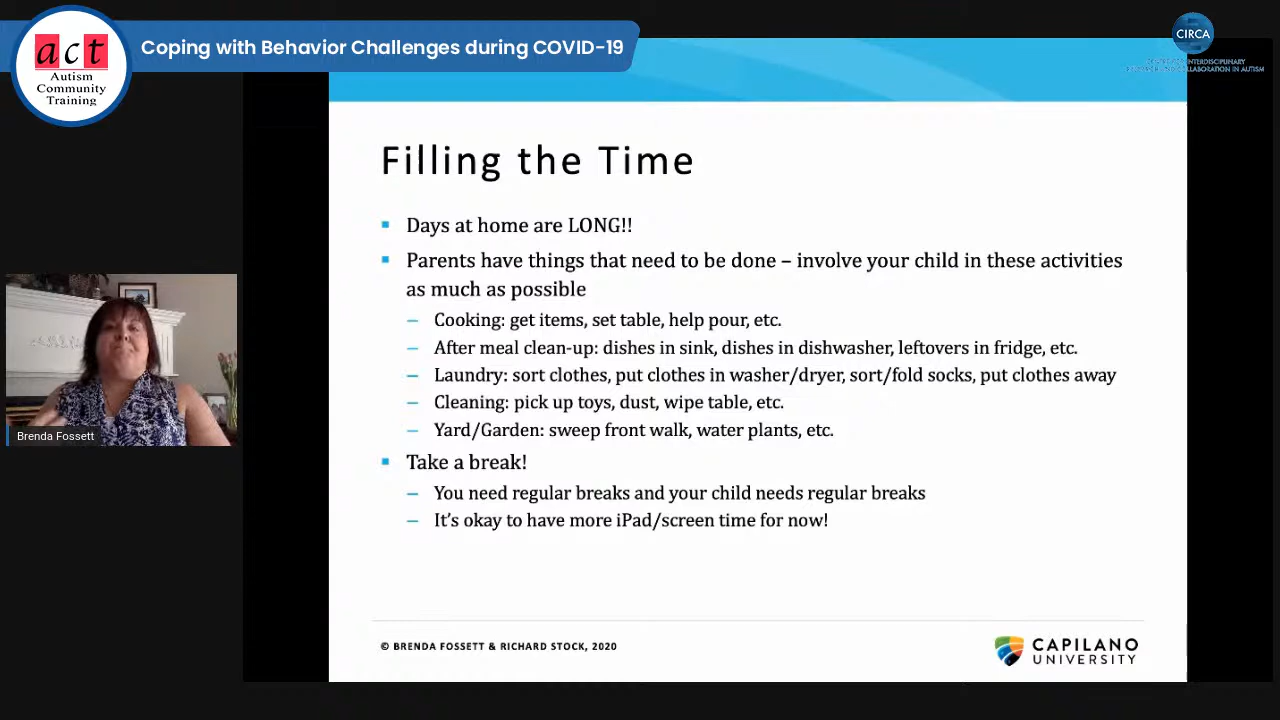 act
Autism
Community
Training
Coping with Behavior Challenges during COVID-19
CIRCA
INTERDISCIPLINARY
COLLABORATION IN AUTISM
Filling the Time
Days at home are LONG!!
Parents have things that need to be done – involve your child in these activities
as much as possible
– Cooking: get items, set table, help pour, etc.
– After meal clean-up: dishes in sink, dishes in dishwasher, leftovers in fridge, etc.
– Laundry: sort clothes, put clothes in washer/dryer, sort/fold socks, put clothes away
– Cleaning: pick up toys, dust, wipe table, etc.
– Yard/Garden: sweep front walk, water plants, etc.
Take a break!
– You need regular breaks and your child needs regular breaks
– It’s okay to have more iPad/screen time for now!
Brenda Fossett
© BRENDA FOSSETT & RICHARD STOCK, 2020
CAPILANO
UNIVERSITY